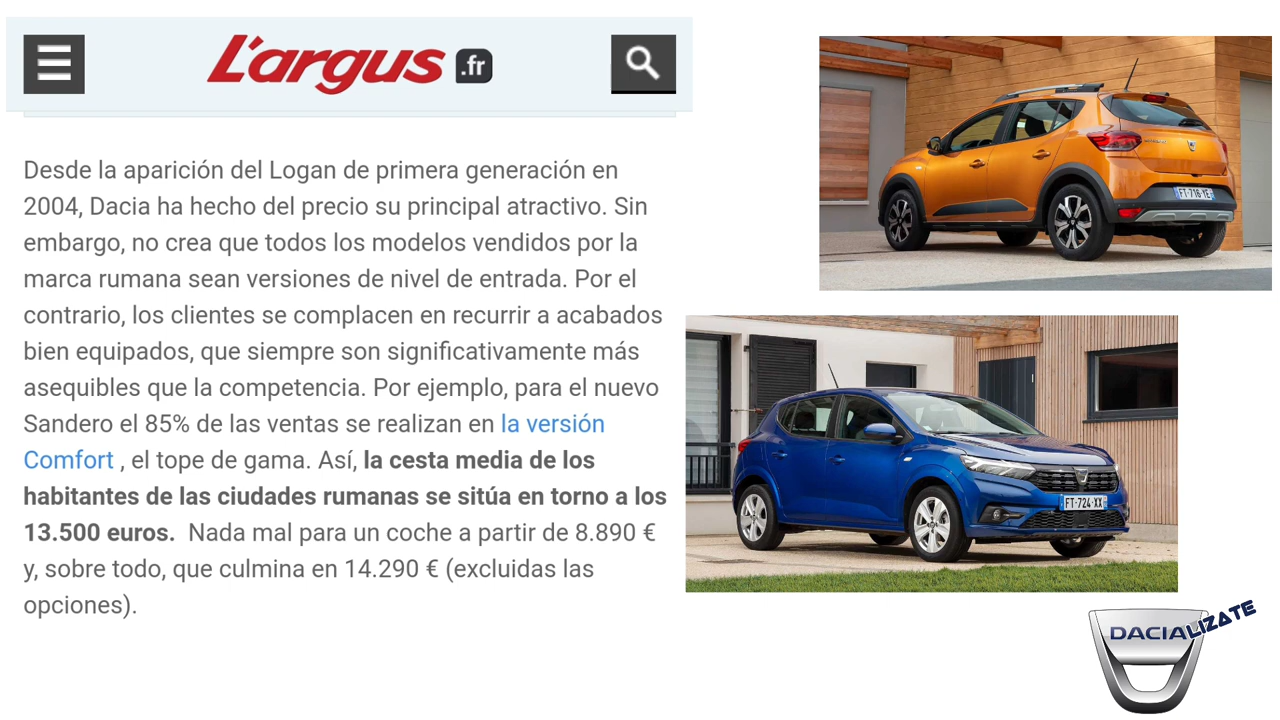 L'argus .fr
Desde la aparición del Logan de primera generación en
2004, Dacia ha hecho del precio su principal atractivo. Sin
embargo, no crea que todos los modelos vendidos por la
marca rumana sean versiones de nivel de entrada. Por el
contrario, los clientes se complacen en recurrir a acabados
bien equipados, que siempre son significativamente más
asequibles que la competencia. Por ejemplo, para el nuevo
Sandero el 85% de las ventas se realizan en la versión
Comfort , el tope de gama. Así, la cesta media de los
habitantes de las ciudades rumanas se sitúa en torno a los
13.500 euros. Nada mal para un coche a partir de 8.890 €
y, sobre todo, que culmina en 14.290 € (excluidas las
opciones).
FT-716-YE
FT-724-XX
DACIALIZATE